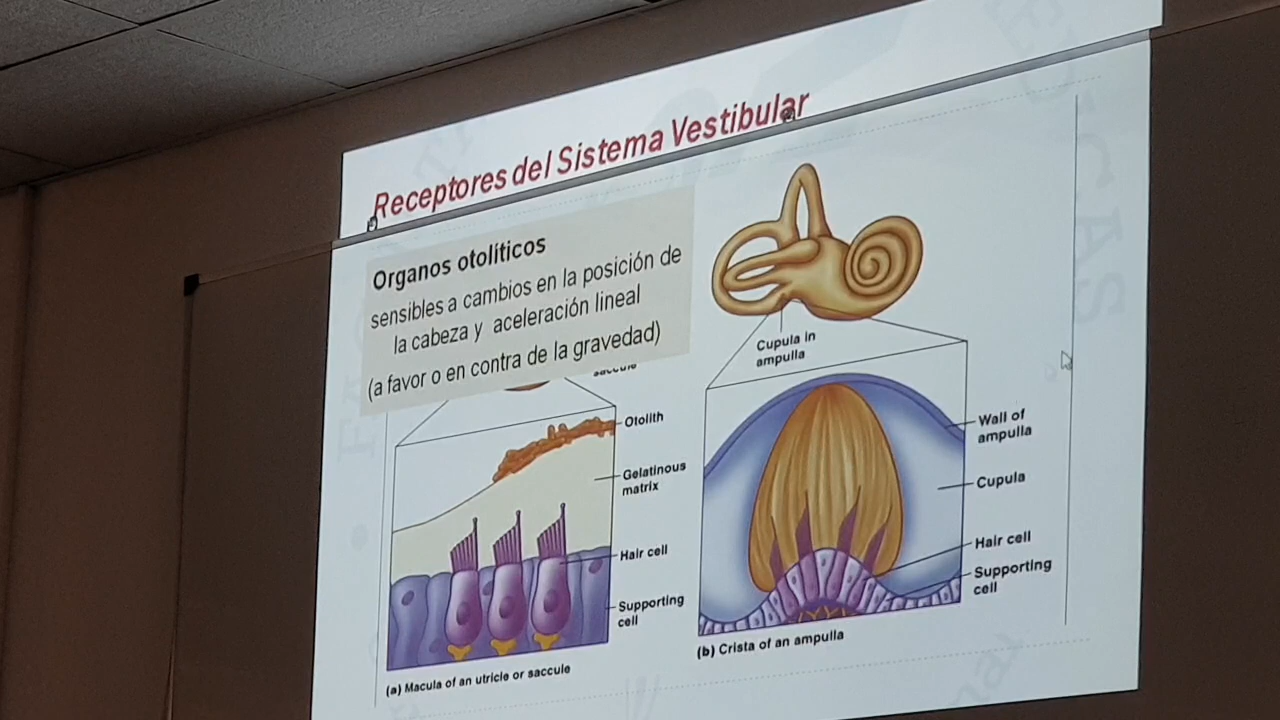 Receptores del Sistema Vestibular
Organos otolíticos
sensibles a cambios en la posición de
la cabeza y aceleración lineal
(a favor o en contra de la gravedad)
Cupula in
ampulla
Otolith
Gelatinous
matrix
Hair cell
Supporting
cell
(a) Macula of an utricle or saccule
Wall of
ampulla
Cupula
Hair cell
Supporting
cell
(b) Crista of an ampulla